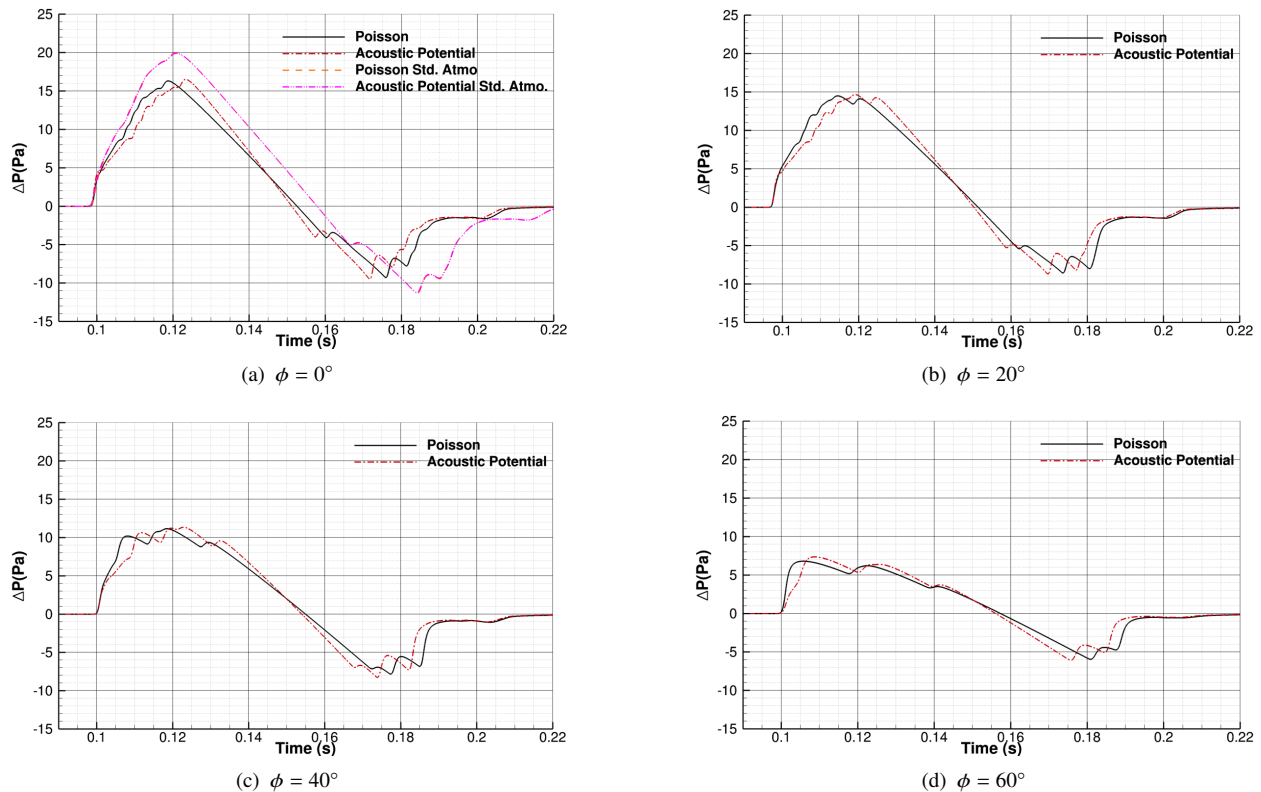 25
20
15
10
5
0
-5
-10
-15
ΔP(Pa)
Poisson
Acoustic Potential
Poisson Std. Atmo
Acoustic Potential Std. Atmo.
0.1 0.12 0.14 0.16 0.18 0.2 0.22
Time (s)
(a) ϕ = 0°
25
20
15
10
5
0
-5
-10
-15
ΔP(Pa)
Poisson
Acoustic Potential
0.1 0.12 0.14 0.16 0.18 0.2 0.22
Time (s)
(b) ϕ = 20°
25
20
15
10
5
0
-5
-10
-15
ΔP(Pa)
Poisson
Acoustic Potential
0.1 0.12 0.14 0.16 0.18 0.2 0.22
Time (s)
(c) ϕ = 40°
25
20
15
10
5
0
-5
-10
-15
ΔP(Pa)
Poisson
Acoustic Potential
0.1 0.12 0.14 0.16 0.18 0.2 0.22
Time (s)
(d) ϕ = 60°